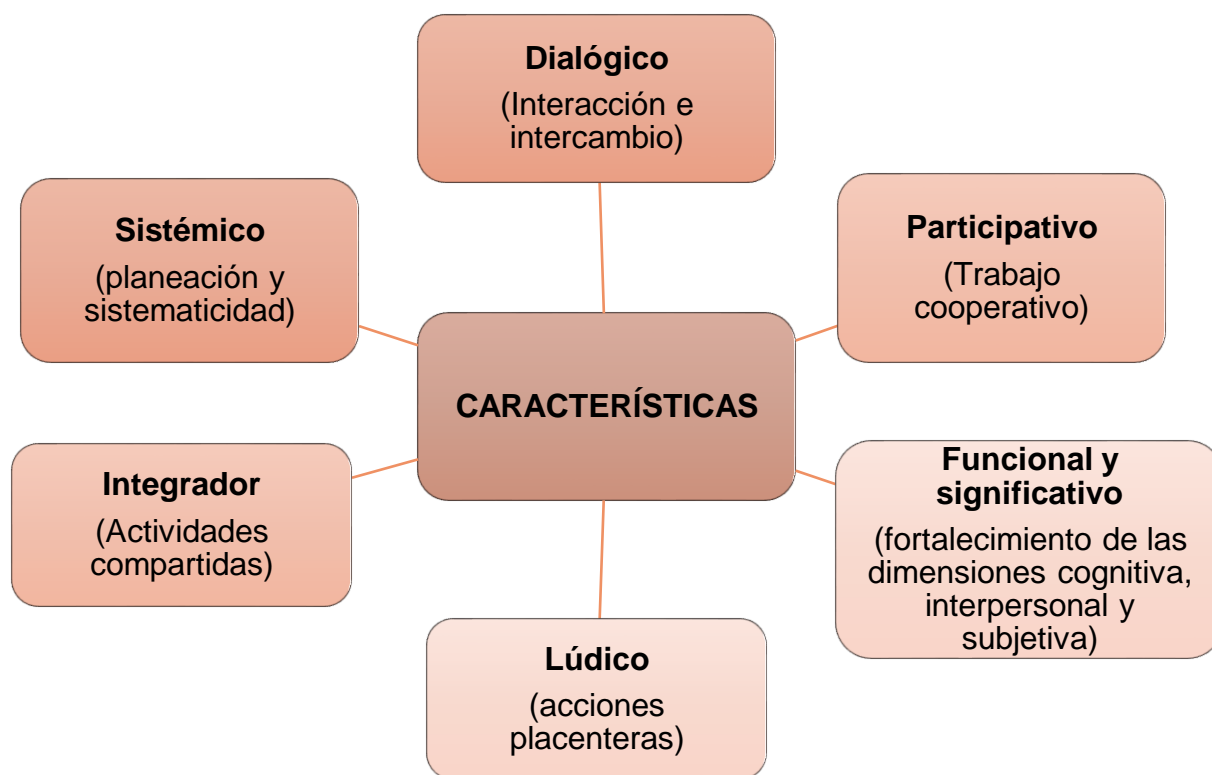 Dialógico
(Interacción e
intercambio)
Participativo
(Trabajo
cooperativo)
Funcional y
significativo
(fortalecimiento de las
dimensiones cognitiva,
interpersonal y
subjetiva)
Lúdico
(acciones
placenteras)
Integrador
(Actividades
compartidas)
Sistémico
(planeación y
sistematicidad)
CARACTERÍSTICAS